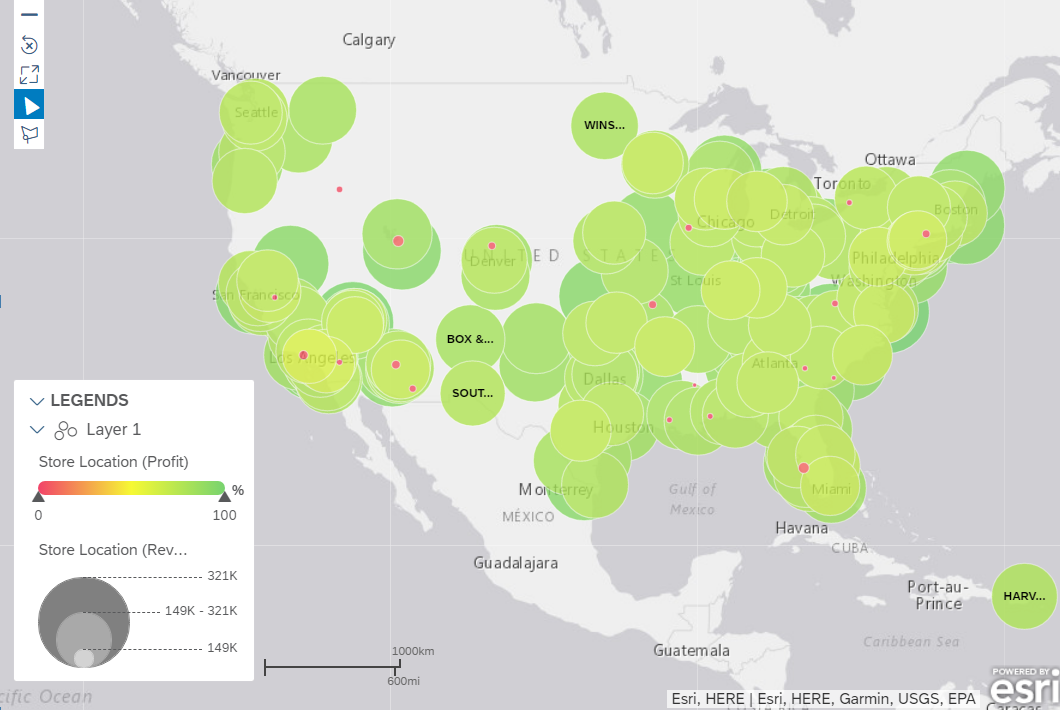 Calgary
Vancouver
Seattle
WINS...
Ottawa
Toronto
Boston
Chicago
Detroit
UNITED STATE
Denver
Philadelphia
Washington
St Louis
San Francisco
BOX &...
Los Angeles
Atlanta
Dallas
SOUT...
Houston
Monterrey
Gulf of
Mexico
Miami
MÉXICO
Havana
CUBA
Guadalajara
Port-au-
Prince
HARV...
Caribbean Sea
Guatemala
LEGENDS
Layer 1
Store Location (Profit)
%
0 100
Store Location (Rev...
321K
149K - 321K
149K
1000km
600mi
cific Ocean
POWERED BY
esri
Esri, HERE | Esri, HERE, Garmin, USGS, EPA
Caracas